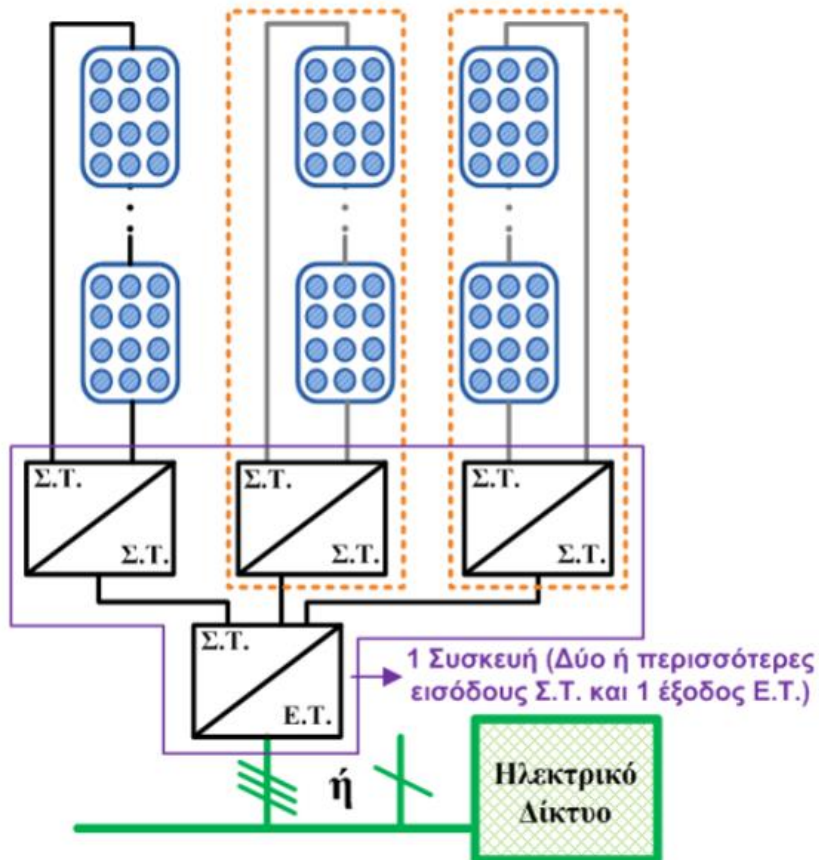 Σ.Τ.
Σ.Τ.
Σ.Τ.
Σ.Τ.
Σ.Τ.
Σ.Τ.
Σ.Τ.
Ε.Τ.
1 Συσκευή (Δύο ή περισσότερες
εισόδους Σ.Τ. και 1 έξοδος Ε.Τ.)
ή
Ηλεκτρικό
Δίκτυο